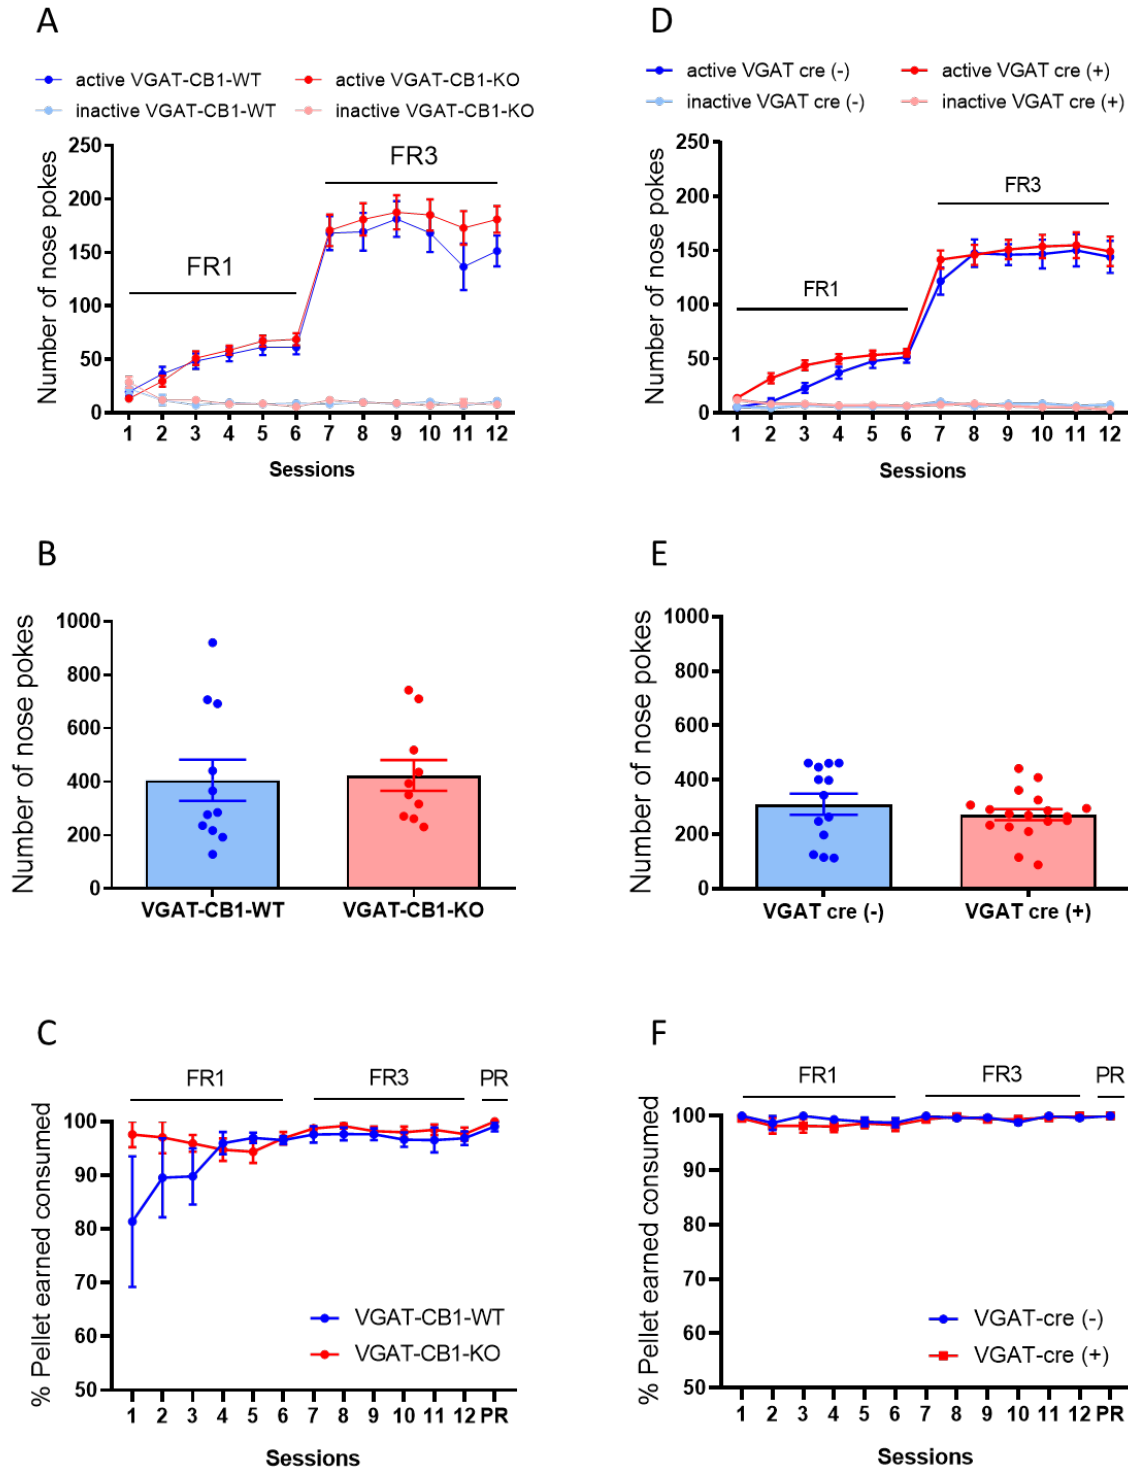 A
active VGAT-CB1-WT
active VGAT-CB1-KO
inactive VGAT-CB1-WT
inactive VGAT-CB1-KO
Number of nose pokes
250
200
150
100
50
0
FR1
FR3
1 2 3 4 5 6 7 8 9 10 11 12
Sessions
D
active VGAT cre (-)
active VGAT cre (+)
inactive VGAT cre (-)
inactive VGAT cre (+)
Number of nose pokes
250
200
150
100
50
0
FR1
FR3
1 2 3 4 5 6 7 8 9 10 11 12
Sessions
B
Number of nose pokes
1000
800
600
400
200
0
VGAT-CB1-WT
VGAT-CB1-KO
E
Number of nose pokes
1000
800
600
400
200
0
VGAT cre (-)
VGAT cre (+)
C
% Pellet earned consumed
FR1
FR3
PR
100
90
80
70
60
50
VGAT-CB1-WT
VGAT-CB1-KO
1 2 3 4 5 6 7 8 9 10 11 12 PR
Sessions
F
% Pellet earned consumed
FR1
FR3
PR
100
90
80
70
60
50
VGAT-cre (-)
VGAT-cre (+)
1 2 3 4 5 6 7 8 9 10 11 12 PR
Sessions